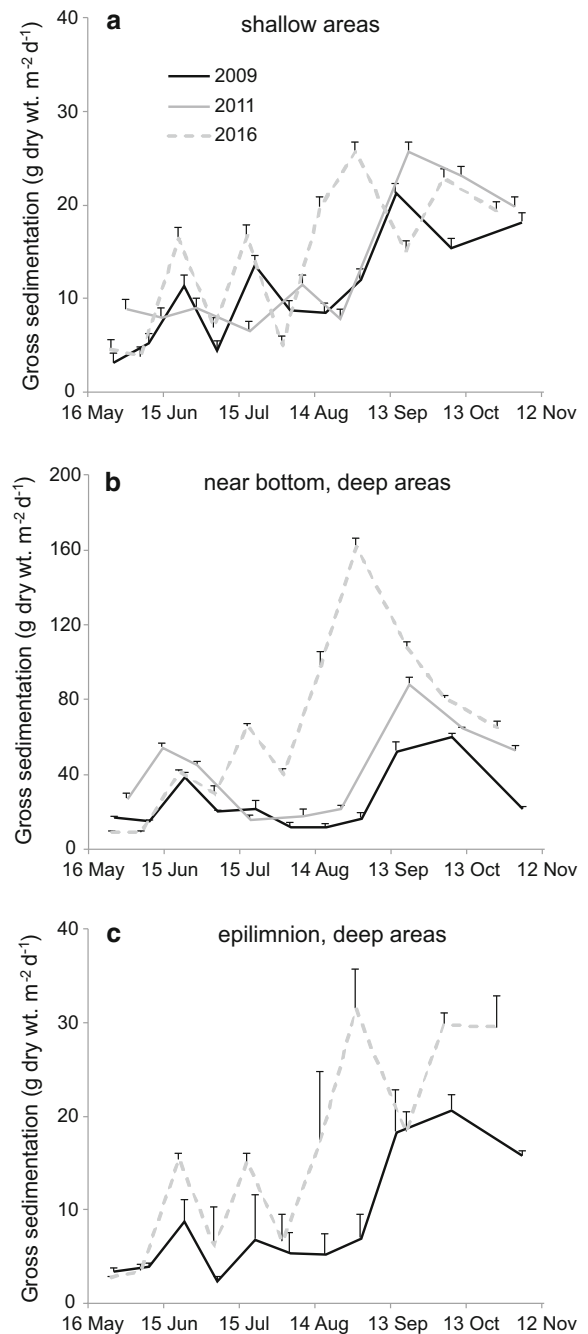 a shallow areas
2009
2011
2016
Gross sedimentation (g dry wt. m-2 d-1)
40
30
20
10
0
16 May 15 Jun 15 Jul 14 Aug 13 Sep 13 Oct 12 Nov
b near bottom, deep areas
Gross sedimentation (g dry wt. m-2 d-1)
200
160
120
80
40
0
16 May 15 Jun 15 Jul 14 Aug 13 Sep 13 Oct 12 Nov
c epilimnion, deep areas
Gross sedimentation (g dry wt. m-2 d-1)
40
30
20
10
0
16 May 15 Jun 15 Jul 14 Aug 13 Sep 13 Oct 12 Nov